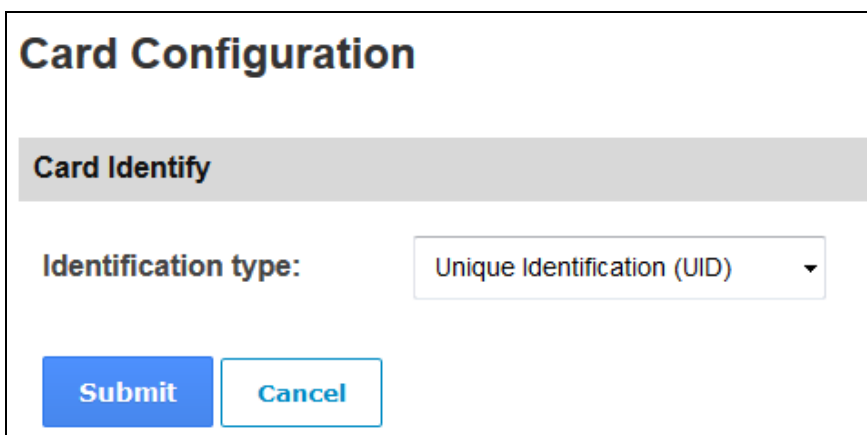 Card Configuration
Card Identify
Identification type: Unique Identification (UID)
Submit Cancel